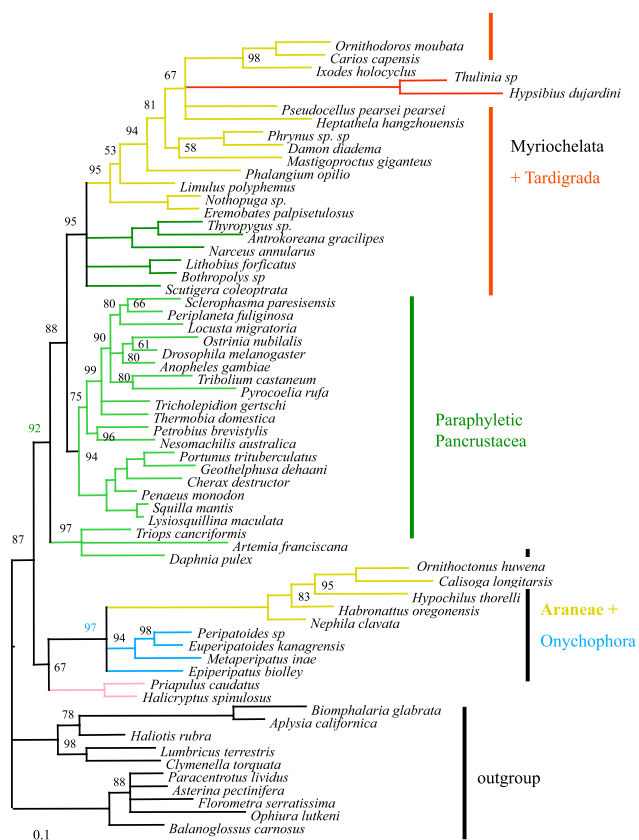 Ornithodoros moubata
98
Carios capensis
Ixodes holocyclus
67
Thulinia sp
Hypsibius dujardini
81
Pseudocellus pearsei pearsei
Heptathela hangzhouensis
94
Phrynus sp. sp
Damon diadema
53
58
Mastigoproctus giganteus
Phalangium opilio
95
Limulus polyphemus
Nothopuga sp.
Eremobates palpisetulosus
95
Thyropygus sp.
Antrokoreana gracilipes
Narceus annularus
Lithobius forficatus
Bothropolys sp
Scutigera coleoptrata
Myriochelata
+ Tardigrada
80
66
Sclerophasma paresisensis
Periplaneta fuliginosa
88
Locusta migratoria
90
Ostrinia nubilalis
61
Drosophila melanogaster
80
Anopheles gambiae
99
80
Tribolium castaneum
Pyrocoelia rufa
75
Tricholepidion gertschi
Thermobia domestica
92
Petrobius brevistylis
96
Nesomachilis australica
94
Portunus trituberculatus
Geothelphusa dehaani
Cherax destructor
Penaeus monodon
Squilla mantis
Lysiosquillina maculata
Paraphyletic
Pancrustacea
97
Triops cancriformis
Artemia franciscana
87
Daphnia pulex
Ornithoctonus huwena
95
Calisoga longitarsis
83
Hypochilus thorelli
Habronattus oregonensis
Nephila clavata
97
94
98
Peripatoides sp
Euperipatoides kanagrensis
Metaperipatus inae
67
Epiperipatus biolley
Priapulus caudatus
Halicryptus spinulosus
Araneae +
Onychophora
Biomphalaria glabrata
78
Aplysia californica
Haliotis rubra
98
Lumbricus terrestris
Clymenella torquata
88
Paracentrotus lividus
Asterina pectinifera
Florometra serratissima
Ophiura lutkeni
Balanoglossus carnosus
outgroup
0.1